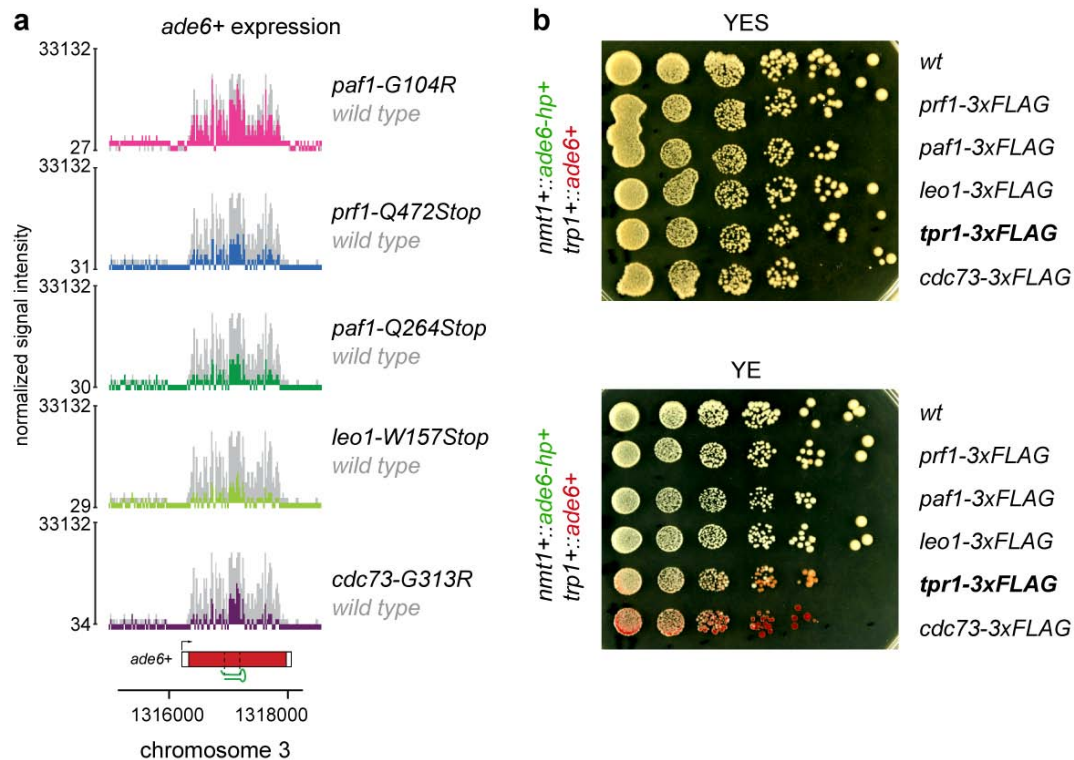 a
ade6+ expression
normalized signal intensity
33132
27
paf1-G104R
wild type
33132
31
prf1-Q472Stop
wild type
33132
30
paf1-Q264Stop
wild type
33132
29
leo1-W157Stop
wild type
33132
34
cdc73-G313R
wild type
ade6+
1316000
1318000
chromosome 3
b
YES
nmt1+::ade6-hp+
trp1+::ade6+
wt
prf1-3xFLAG
paf1-3xFLAG
leo1-3xFLAG
tpr1-3xFLAG
cdc73-3xFLAG
YE
nmt1+::ade6-hp+
trp1+::ade6+
wt
prf1-3xFLAG
paf1-3xFLAG
leo1-3xFLAG
tpr1-3xFLAG
cdc73-3xFLAG